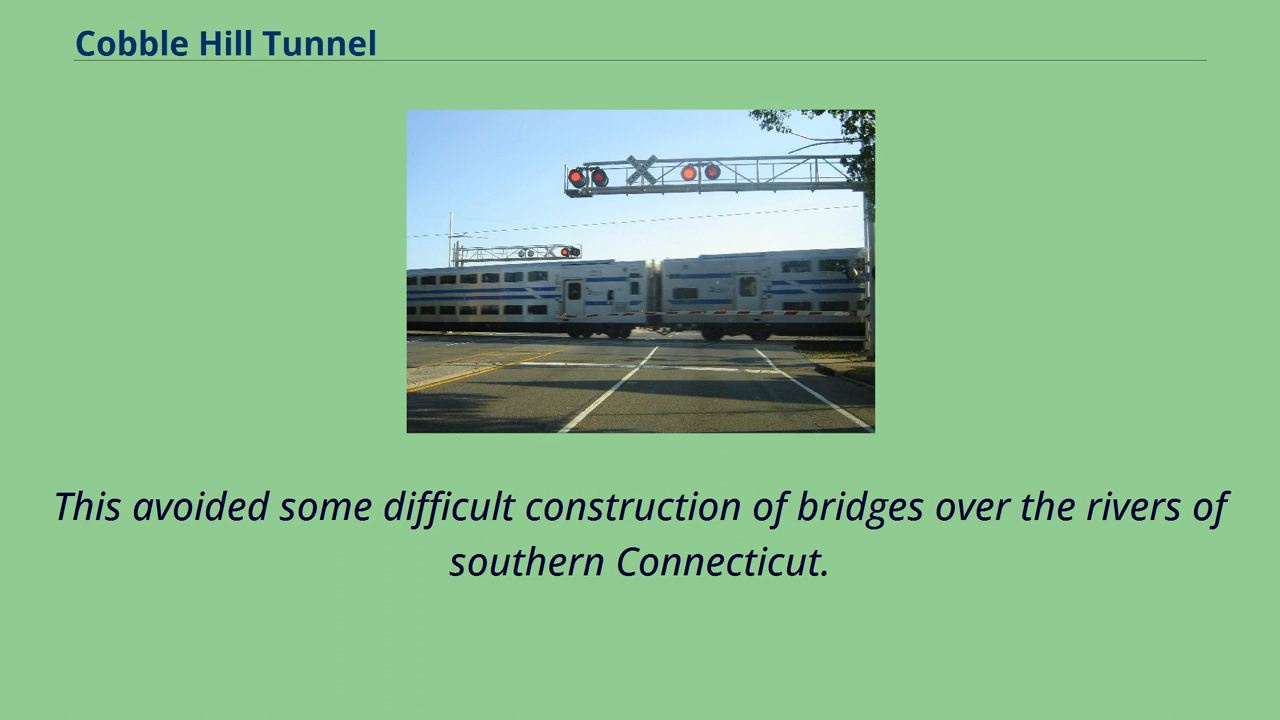 Cobble Hill Tunnel
This avoided some difficult construction of bridges over the rivers of
southern Connecticut.